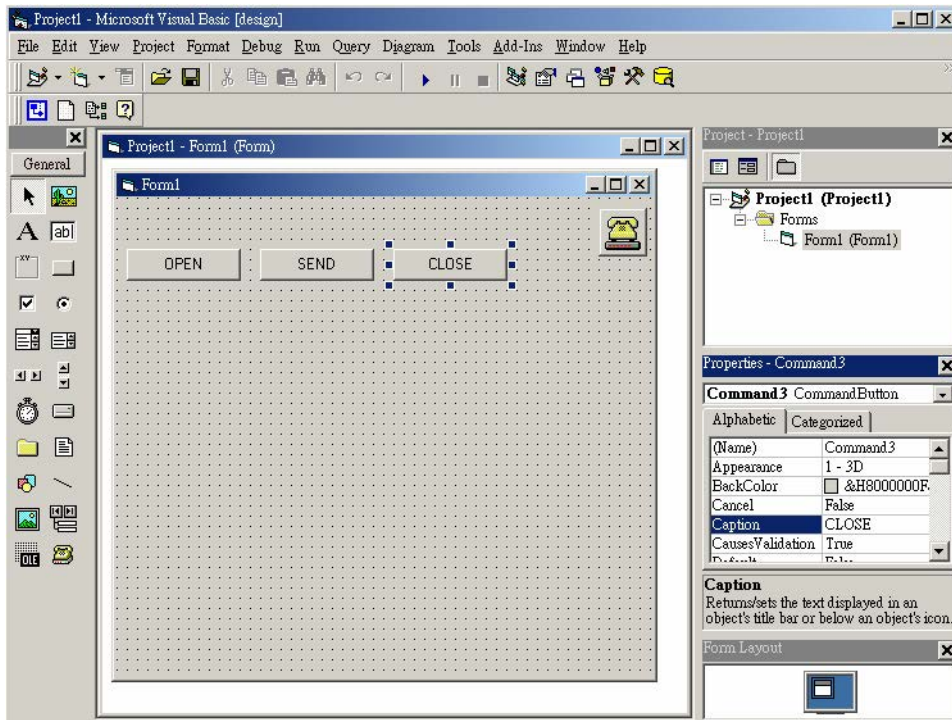 Project1 - Microsoft Visual Basic [design]
File Edit View Project Format Debug Run Query Diagram Tools Add-Ins Window Help
General
A
ab
XY
OLE
Project1 - Form1 (Form)
Form1
OPEN SEND CLOSE
Project - Project1
Project1 (Project1)
Forms
Form1 (Form1)
Properties - Command3
Command3 CommandButton
Alphabetic Categorized
(Name) Command3
Appearance 1 - 3D
BackColor &H8000000F
Cancel False
Caption CLOSE
CausesValidation True
Caption
Returns/sets the text displayed in an
object's title bar or below an object's icon.
Form Layout